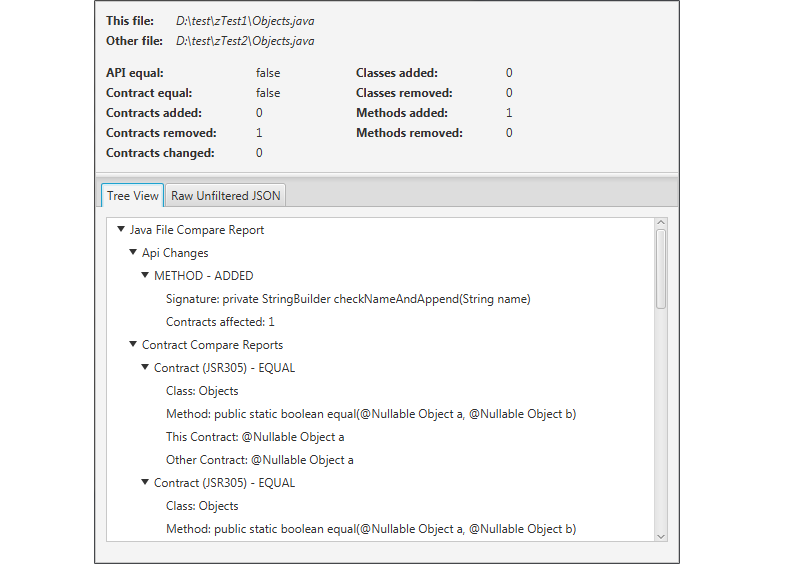 This file: D:\test\zTest1\Objects.java
Other file: D:\test\zTest2\Objects.java
API equal: false Classes added: 0
Contract equal: false Classes removed: 0
Contracts added: 0 Methods added: 1
Contracts removed: 1 Methods removed: 0
Contracts changed: 0
Tree View Raw Unfiltered JSON
Java File Compare Report
Api Changes
METHOD - ADDED
Signature: private StringBuilder checkNameAndAppend(String name)
Contracts affected: 1
Contract Compare Reports
Contract (JSR305) - EQUAL
Class: Objects
Method: public static boolean equal(@Nullable Object a, @Nullable Object b)
This Contract: @Nullable Object a
Other Contract: @Nullable Object a
Contract (JSR305) - EQUAL
Class: Objects
Method: public static boolean equal(@Nullable Object a, @Nullable Object b)